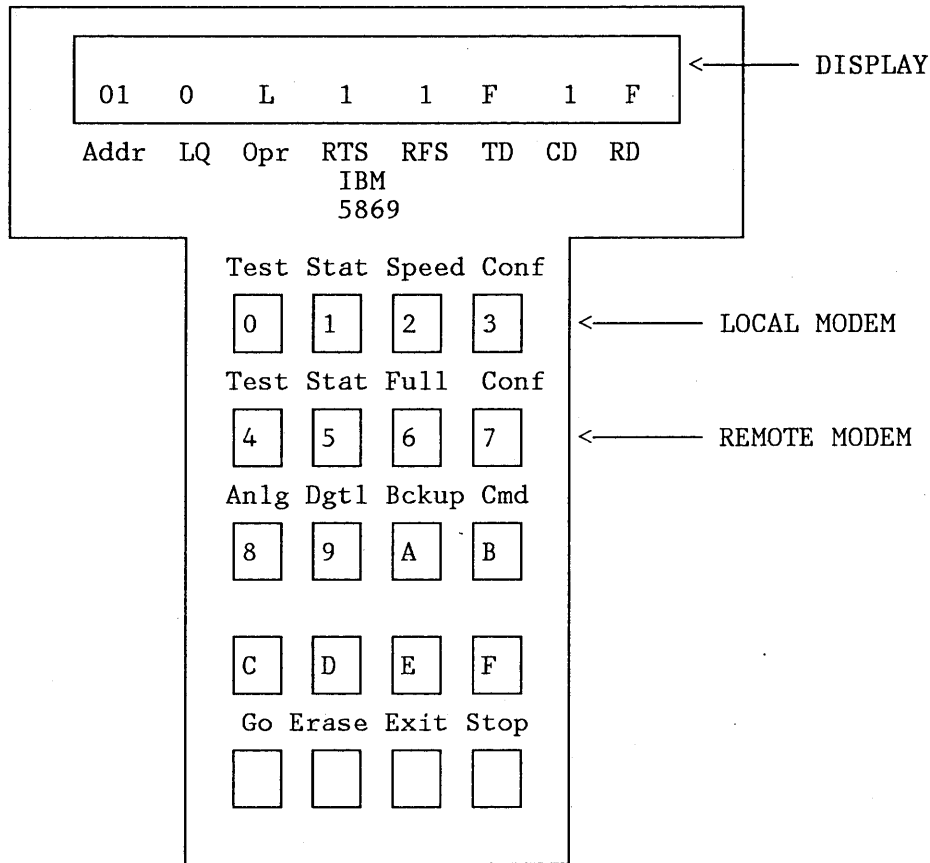 DISPLAY
01 0 L 1 1 F 1 F
Addr LQ Opr RTS RFS TD CD RD
IBM
5869
Test Stat Speed Conf
0 1 2 3 LOCAL MODEM
Test Stat Full Conf
4 5 6 7 REMOTE MODEM
Anlg Dgtl Bckup Cmd
8 9 A B
C D E F
Go Erase Exit Stop